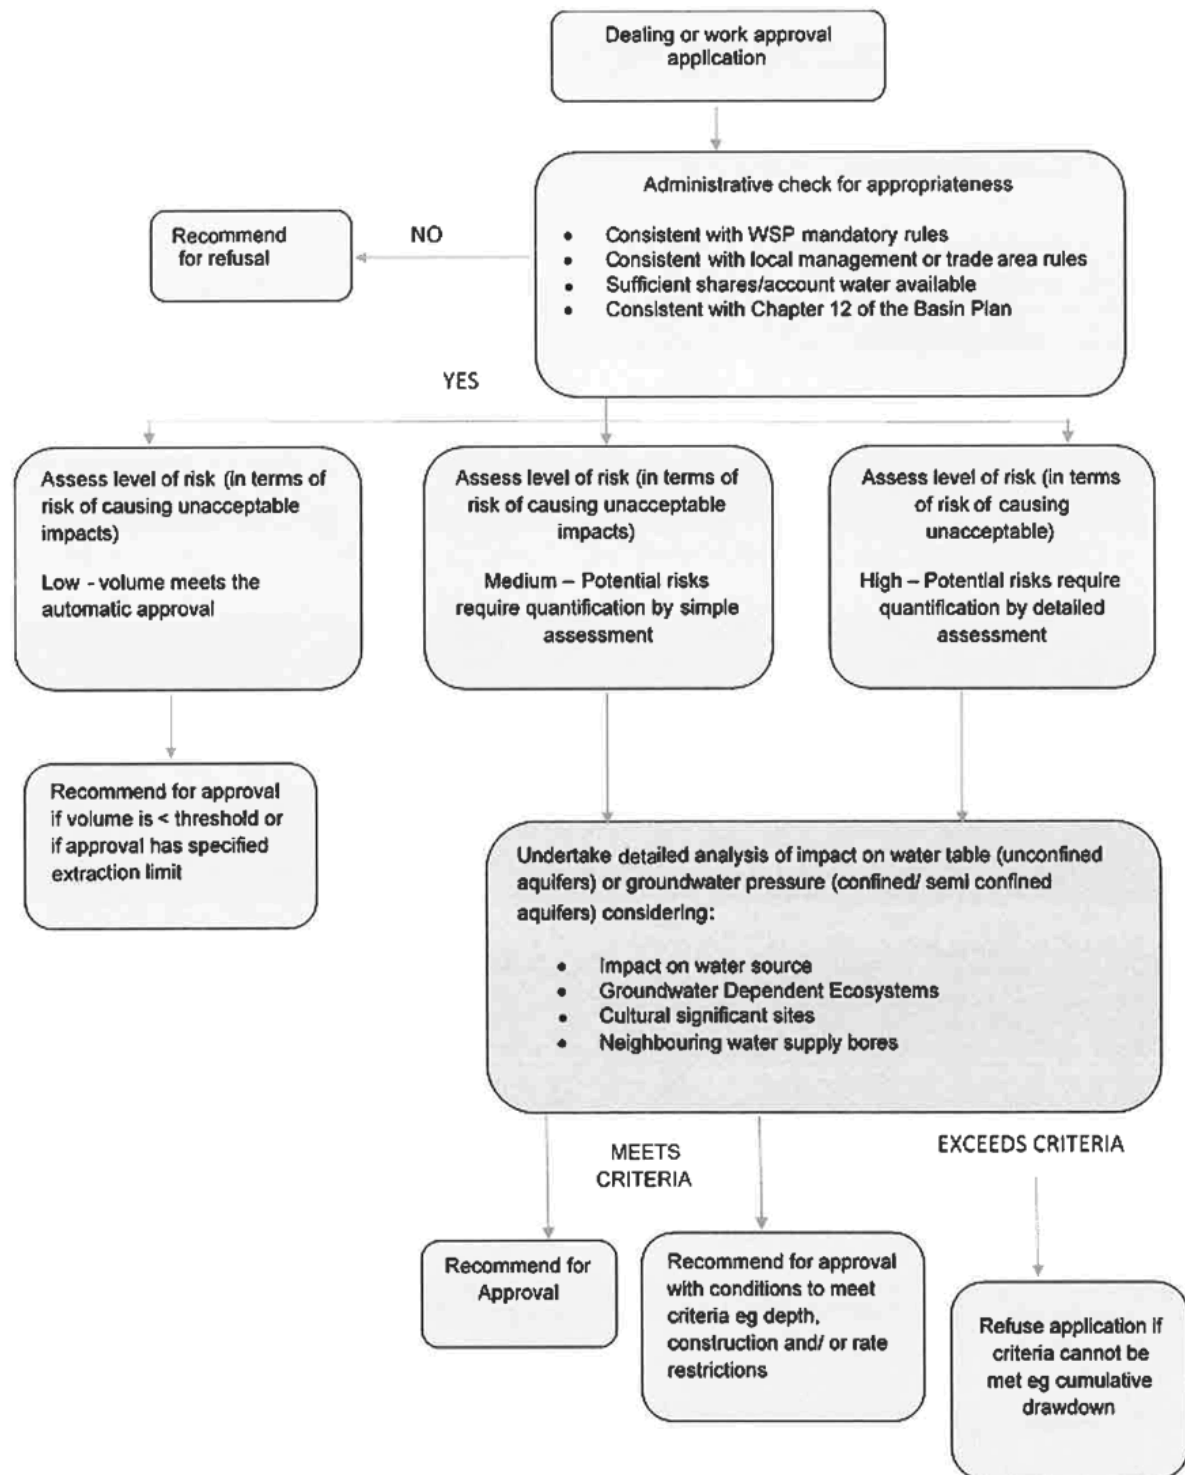 Dealing or work approval
application
Administrative check for appropriateness
• Consistent with WSP mandatory rules
• Consistent with local management or trade area rules
• Sufficient shares/account water available
• Consistent with Chapter 12 of the Basin Plan
NO
Recommend
for refusal
YES
Assess level of risk (in terms of
risk of causing unacceptable
impacts)
Low - volume meets the
automatic approval
Assess level of risk (in terms of
risk of causing unacceptable
impacts)
Medium – Potential risks
require quantification by simple
assessment
Assess level of risk (in terms
of risk of causing
unacceptable)
High – Potential risks require
quantification by detailed
assessment
Recommend for approval
if volume is < threshold or
if approval has specified
extraction limit
Undertake detailed analysis of impact on water table (unconfined
aquifers) or groundwater pressure (confined/ semi confined
aquifers) considering:
• Impact on water source
• Groundwater Dependent Ecosystems
• Cultural significant sites
• Neighbouring water supply bores
MEETS
CRITERIA
EXCEEDS CRITERIA
Recommend for
Approval
Recommend for approval
with conditions to meet
criteria eg depth,
construction and/ or rate
restrictions
Refuse application if
criteria cannot be
met eg cumulative
drawdown